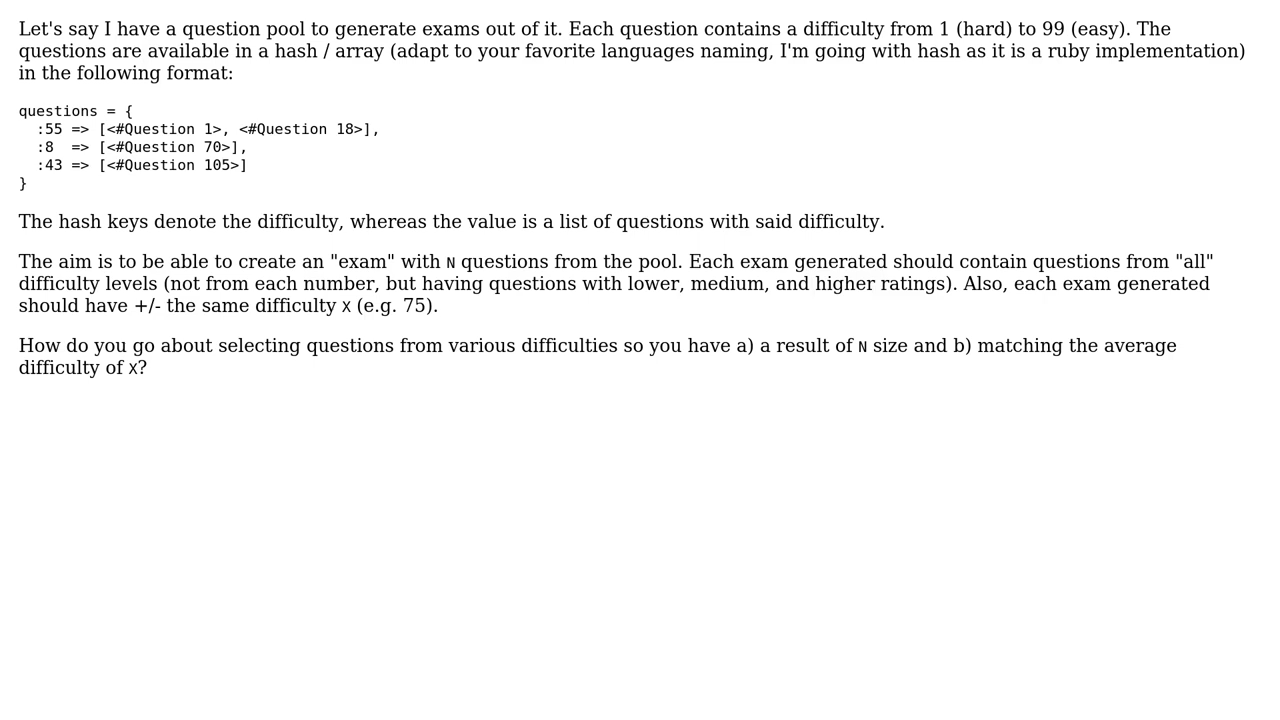 Let's say I have a question pool to generate exams out of it. Each question contains a difficulty from 1 (hard) to 99 (easy). The
questions are available in a hash / array (adapt to your favorite languages naming, I'm going with hash as it is a ruby implementation)
in the following format:
questions = {
  :55 => [<#Question 1>, <#Question 18>],
  :8  => [<#Question 70>],
  :43 => [<#Question 105>]
}
The hash keys denote the difficulty, whereas the value is a list of questions with said difficulty.
The aim is to be able to create an "exam" with N questions from the pool. Each exam generated should contain questions from "all"
difficulty levels (not from each number, but having questions with lower, medium, and higher ratings). Also, each exam generated
should have +/- the same difficulty X (e.g. 75).
How do you go about selecting questions from various difficulties so you have a) a result of N size and b) matching the average
difficulty of X?